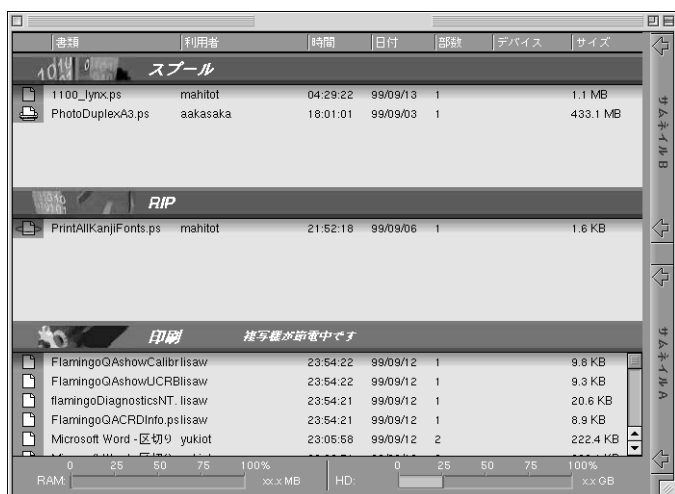 書類 利用者 時間 日付 部数 デバイス サイズ
スプール
1100_lynx.ps mahitot 04:29:22 99/09/13 1 1.1 MB
PhotoDuplexA3.ps aakasaka 18:01:01 99/09/03 1 433.1 MB
サムネイル B
RIP
PrintAllKanjiFonts.ps mahitot 21:52:18 99/09/06 1 1.6 KB
印刷 複写機が節電中です
FlamingoQAshowCalibr lisaw 23:54:22 99/09/12 1 9.8 KB
FlamingoQAshowUCRB lisaw 23:54:22 99/09/12 1 9.3 KB
flamingoDiagnosticsNT. lisaw 23:54:21 99/09/12 1 20.6 KB
FlamingoQACRDInfo.ps lisaw 23:54:21 99/09/12 1 8.9 KB
Microsoft Word - 区切り yukiot 23:05:58 99/09/12 2 222.4 KB
サムネイル A
0 25 50 75 100% 0 25 50 75 100%
RAM: xx.x MB HD: x.x GB